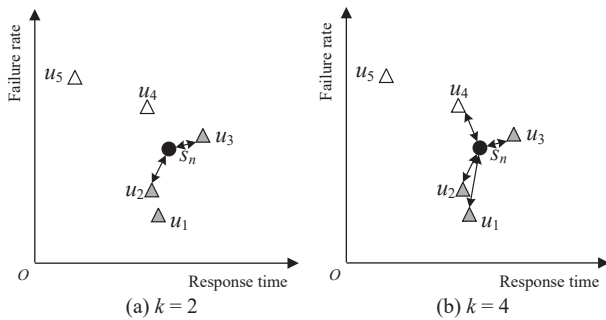 Failure rate
u5
u4
u3
sn
u2
u1
O
Response time
(a) k = 2
Failure rate
u5
u4
u3
sn
u2
u1
O
Response time
(b) k = 4